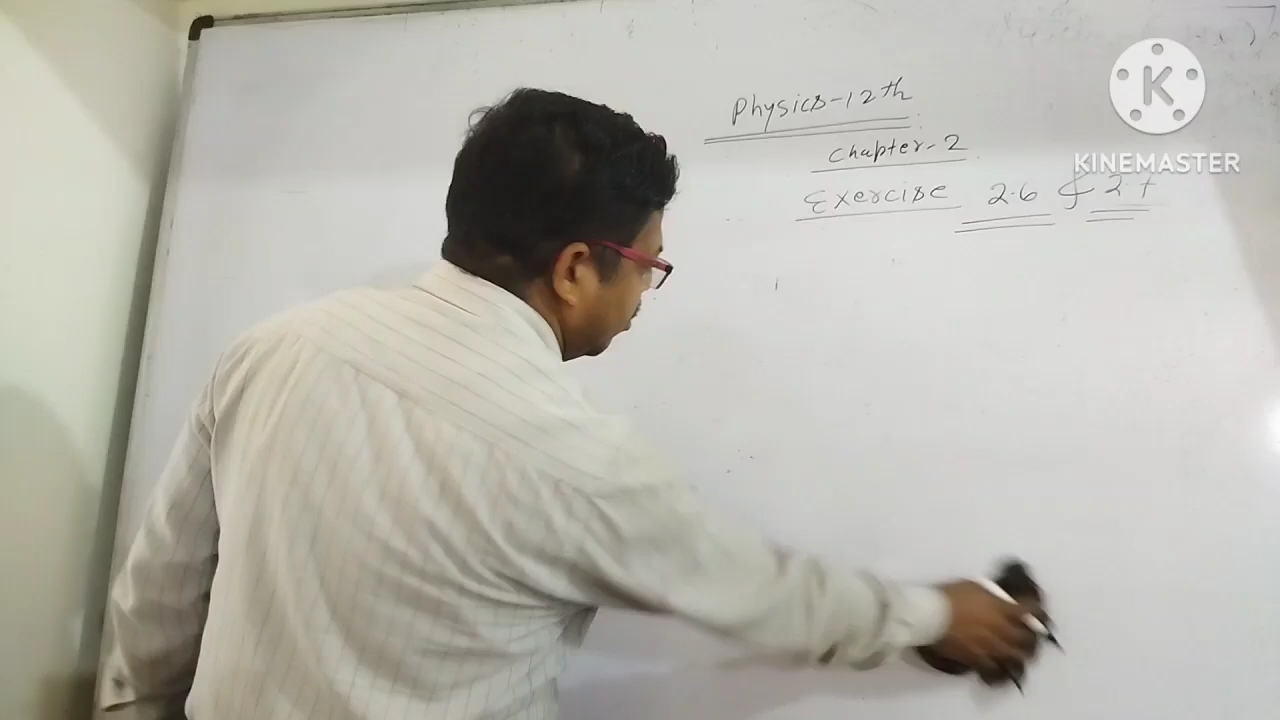 Physics-12th
Chapter-2
Exercise 2.6 & 2.7
K
KINEMASTER